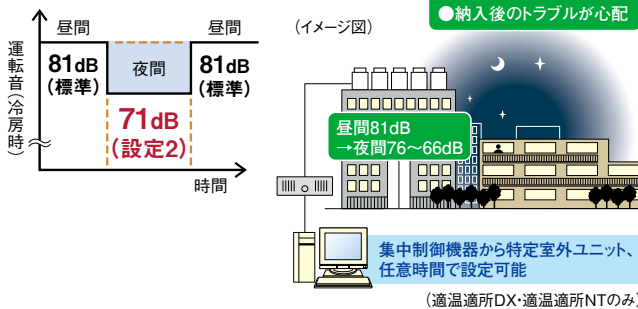 昼間
昼間
運転音（冷房時）
81dB
（標準）
夜間
81dB
（標準）
71dB
（設定2）
時間
（イメージ図）
●納入後のトラブルが心配
昼間81dB
→夜間76～66dB
集中制御機器から特定室外ユニット、
任意時間で設定可能
（適温適所DX・適温適所NTのみ）